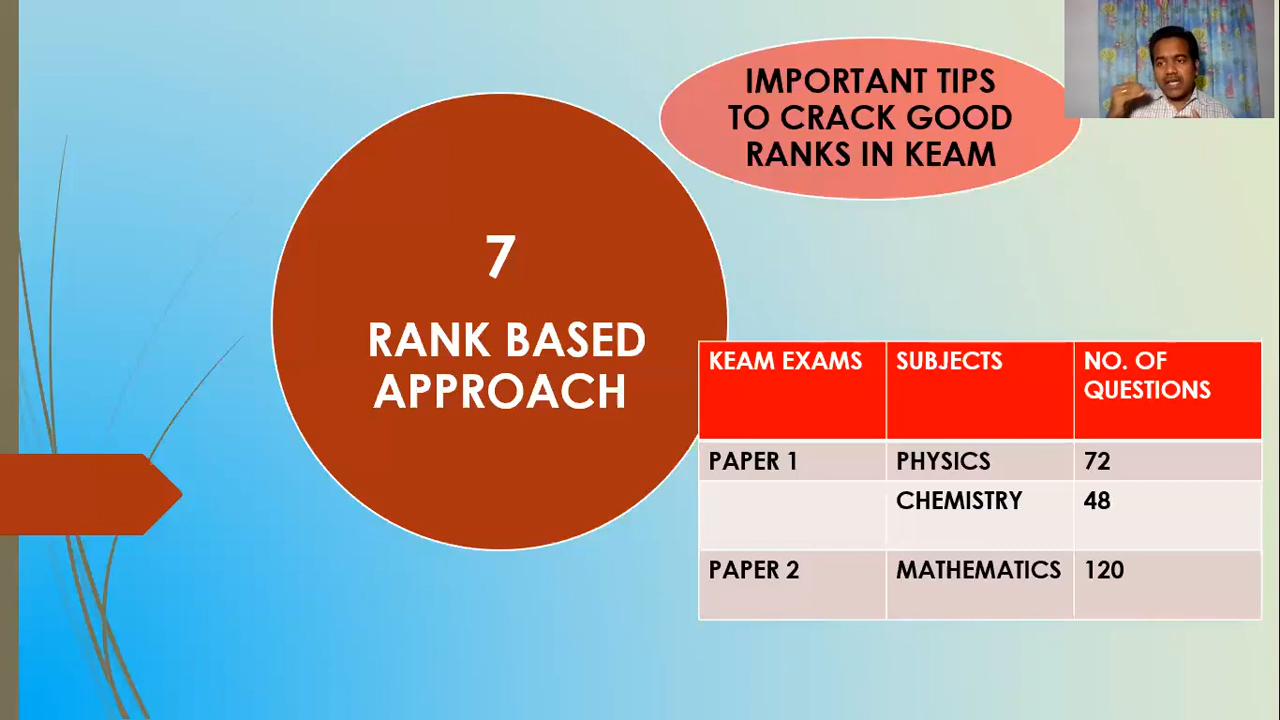 IMPORTANT TIPS
TO CRACK GOOD
RANKS IN KEAM
7
RANK BASED
APPROACH
KEAM EXAMS SUBJECTS NO. OF
QUESTIONS
PAPER 1 PHYSICS 72
CHEMISTRY 48
PAPER 2 MATHEMATICS 120